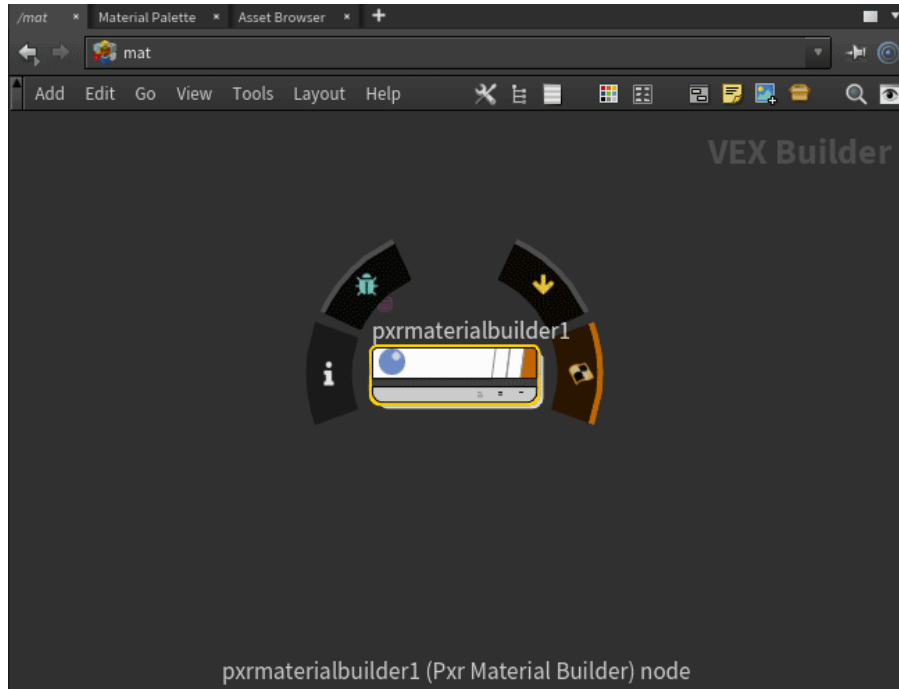 /mat × Material Palette × Asset Browser × +
mat
Add Edit Go View Tools Layout Help
VEX Builder
pxrmaterialbuilder1
pxrmaterialbuilder1 (Pxr Material Builder) node